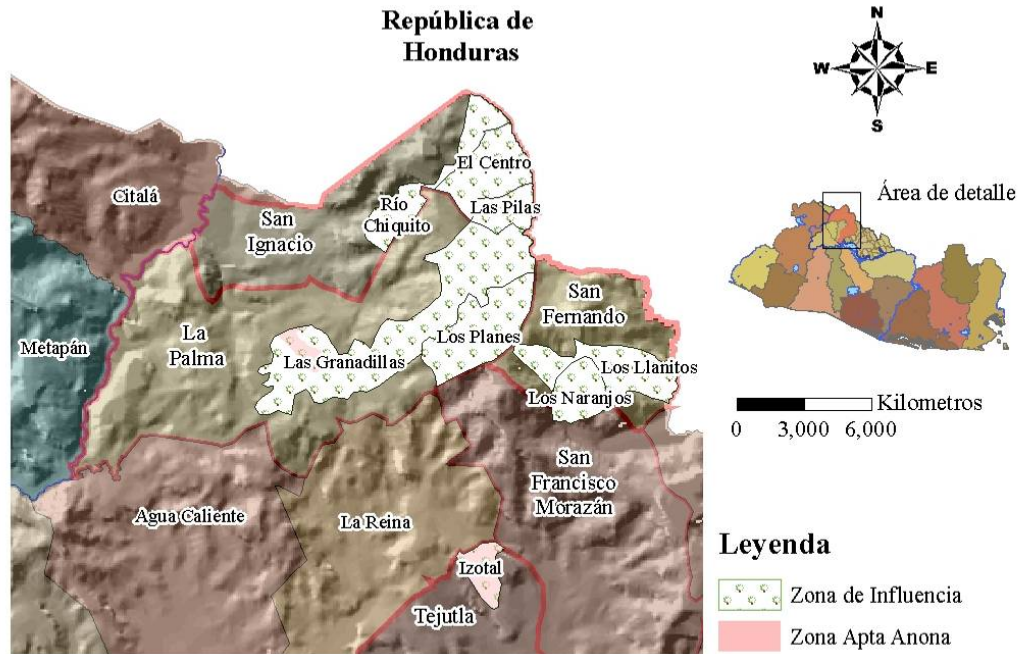 República de
Honduras
N
W E
S
Citalá
El Centro
Río
Chiquito
Las Pilas
San
Ignacio
Área de detalle
San
Fernando
La
Palma
Los Planes
Metapán
Las Granadillas
Los Llanitos
Los Naranjos
Kilometros
0 3,000 6,000
San
Francisco
Morazán
Agua Caliente
La Reina
Izotal
Tejutla
Leyenda
Zona de Influencia
Zona Apta Anona